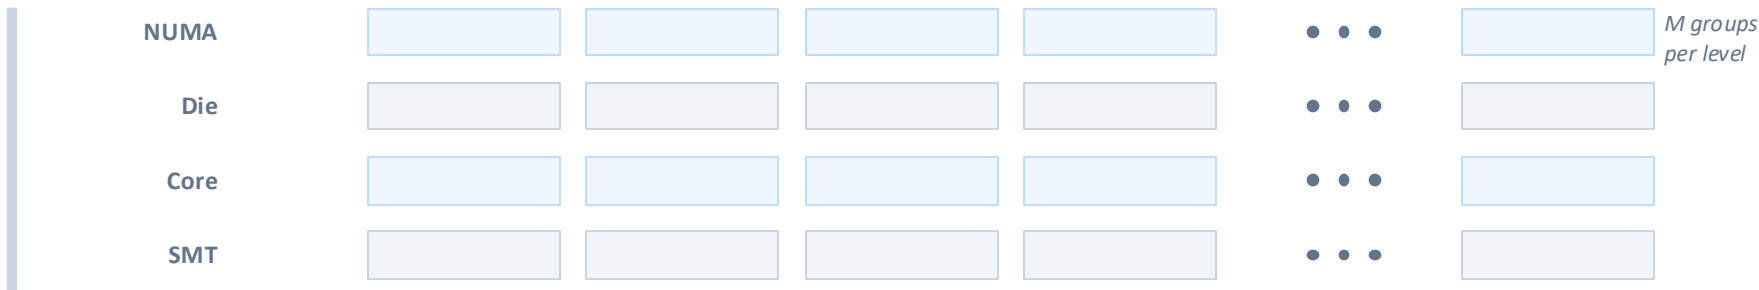 NUMA
M groups
per level
Die
Core
SMT